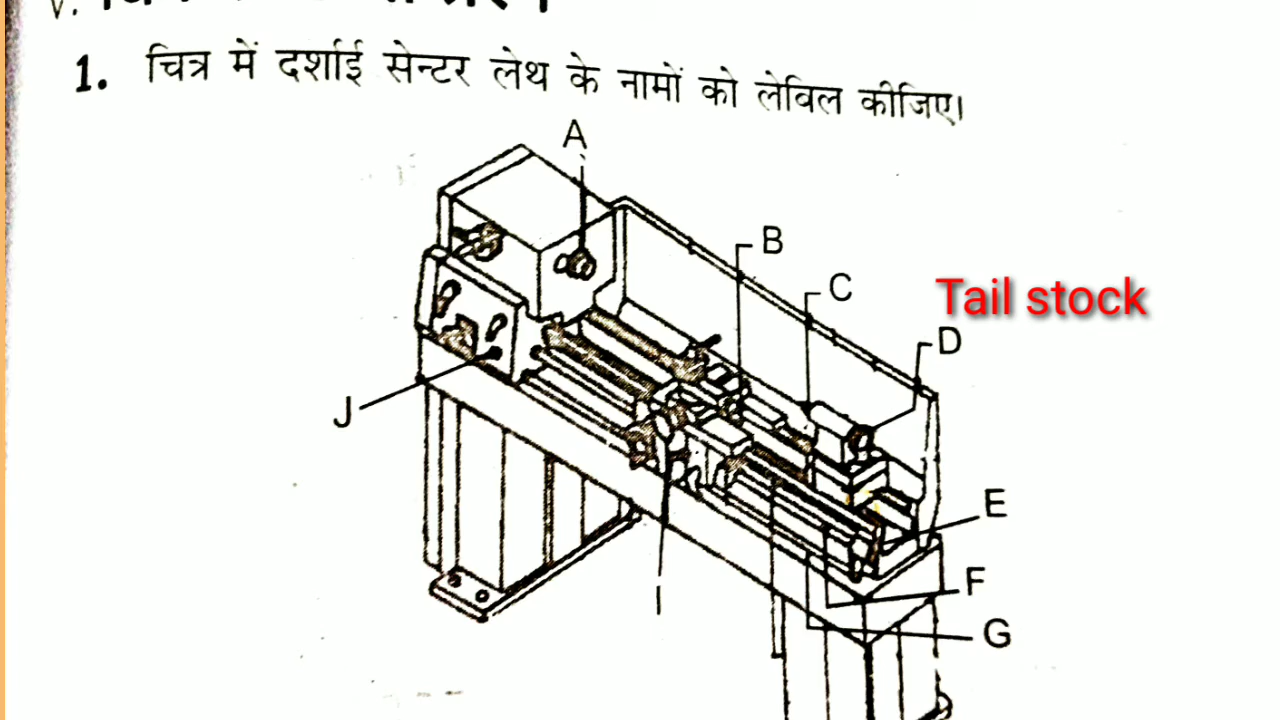 1. चित्र में दर्शाई सेन्टर लेथ के नामों को लेविल कीजिए।
A
B
C
Tail stock
D
J
E
F
I
G